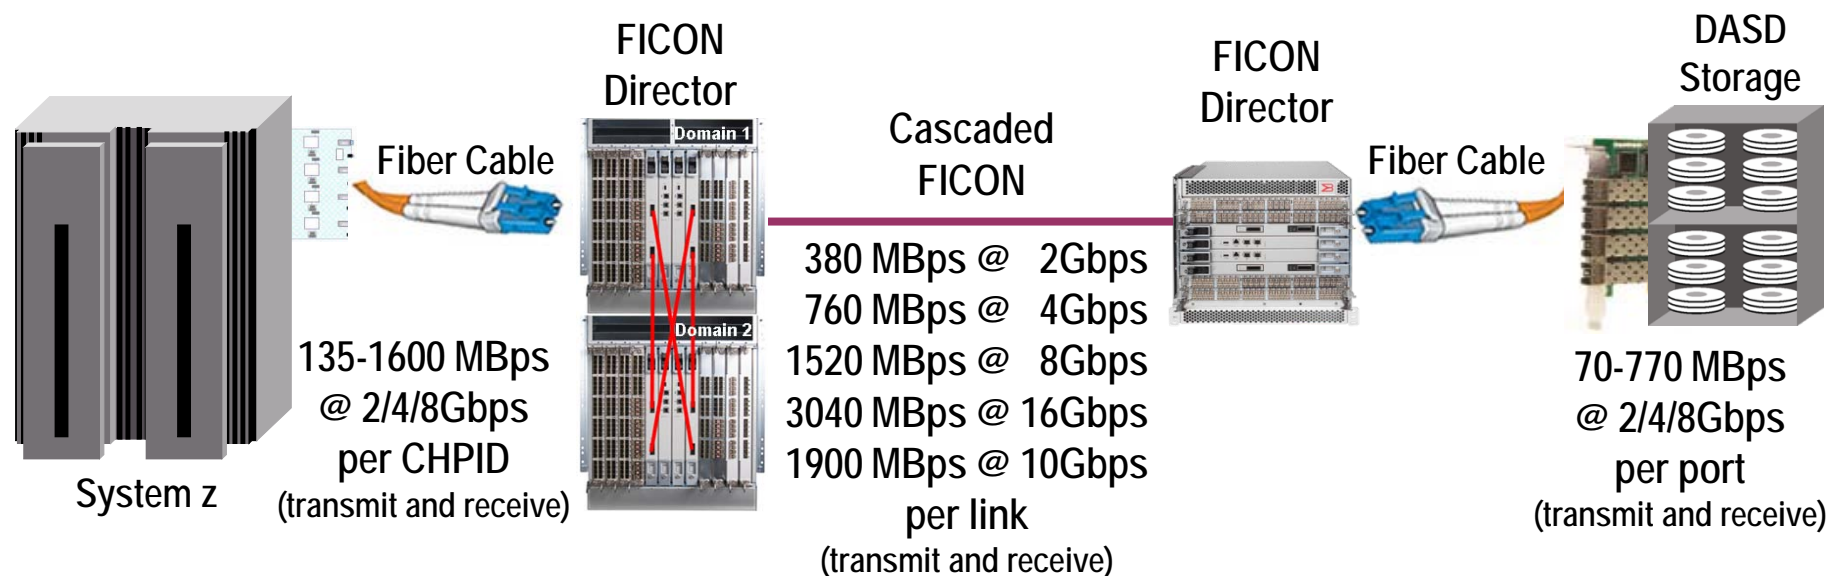 FICON
Director
Domain 1
Domain 2
Fiber Cable
System z
135-1600 MBps
@ 2/4/8Gbps
per CHPID
(transmit and receive)
Cascaded
FICON
380 MBps @ 2Gbps
760 MBps @ 4Gbps
1520 MBps @ 8Gbps
3040 MBps @ 16Gbps
1900 MBps @ 10Gbps
per link
(transmit and receive)
FICON
Director
Fiber Cable
DASD
Storage
70-770 MBps
@ 2/4/8Gbps
per port
(transmit and receive)